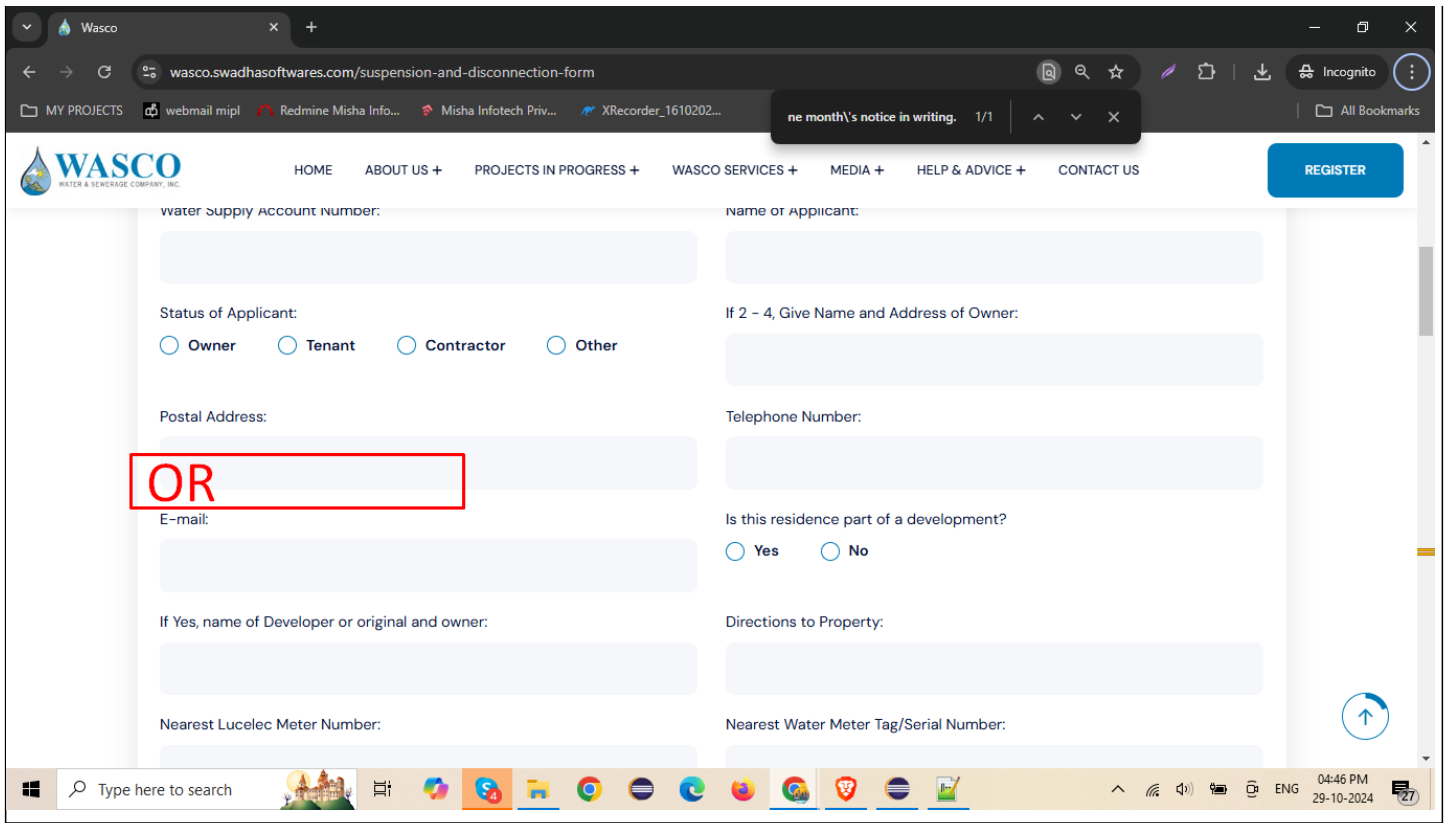 Wasco
wasco.swadhasoftwares.com/suspension-and-disconnection-form
Incognito
MY PROJECTS webmail mipl Redmine Misha Info... Misha Infotech Priv... XRecorder_1610202... All Bookmarks
ne month\'s notice in writing. 1/1
WASCO
WATER & SEWERAGE COMPANY, INC.
HOME ABOUT US + PROJECTS IN PROGRESS + WASCO SERVICES + MEDIA + HELP & ADVICE + CONTACT US REGISTER
Water Supply Account Number: Name of Applicant:
Status of Applicant: If 2 - 4, Give Name and Address of Owner:
Owner Tenant Contractor Other
Postal Address: Telephone Number:
OR
E-mail: Is this residence part of a development?
Yes No
If Yes, name of Developer or original and owner: Directions to Property:
Nearest Lucelec Meter Number: Nearest Water Meter Tag/Serial Number:
Type here to search
4
ENG
04:46 PM
29-10-2024
27